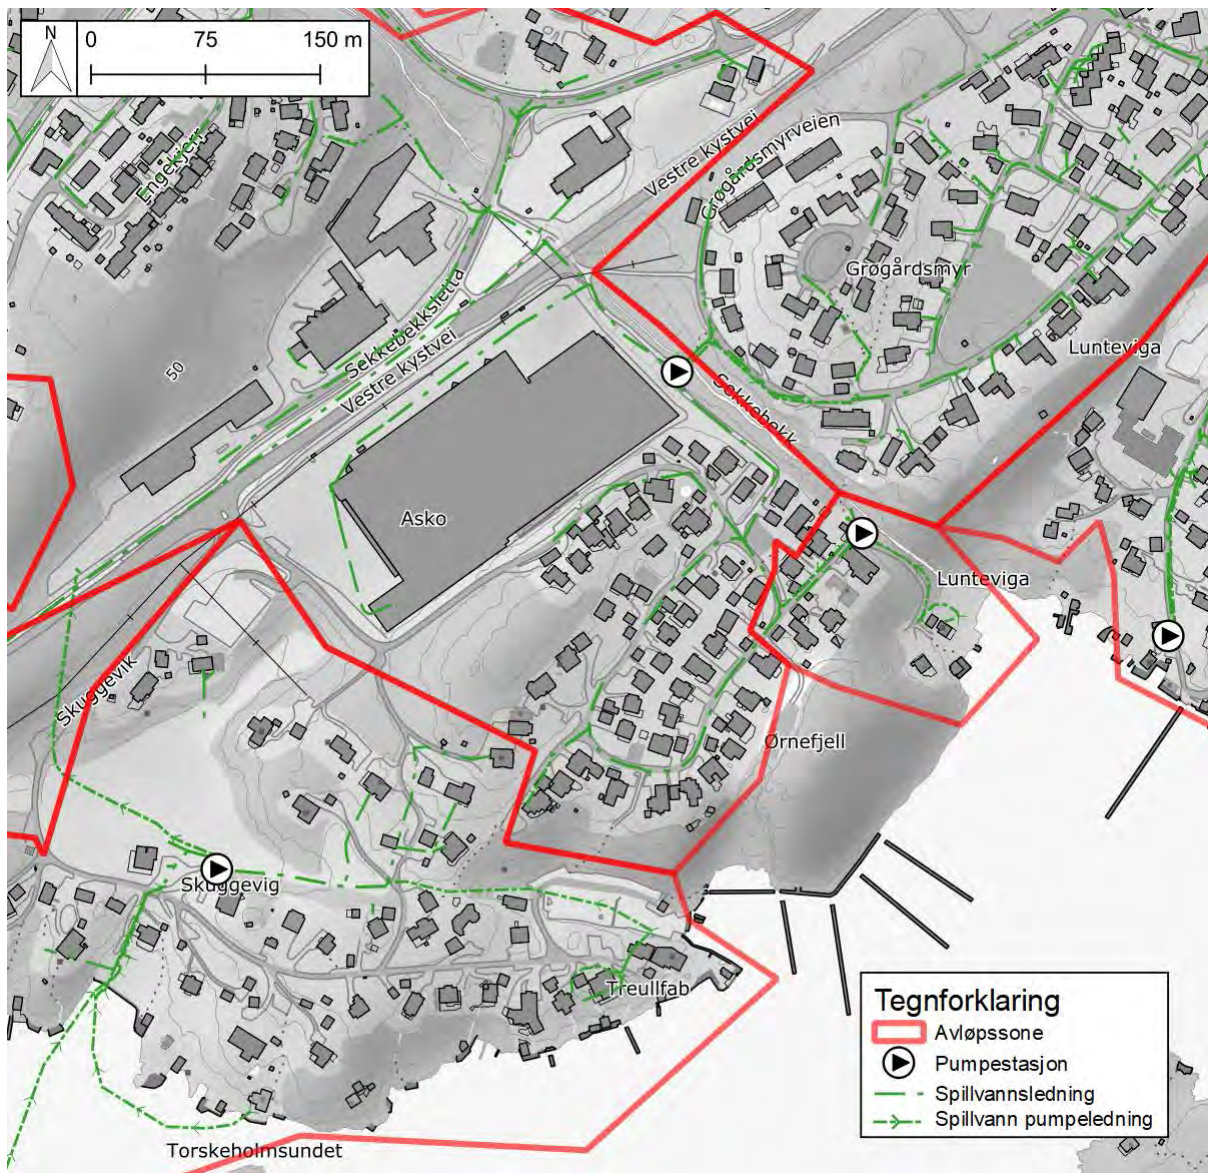 N
0 75 150 m
Engekjerr
Vestre kystvei
Grøgårdsmyrveien
Grøgårdsmyr
Lunteviga
50
Sekkebekksletta
Vestre kystvei
Sekkebekk
Asko
Lunteviga
Skuggevik
Ørnefjell
Skuggevig
Treullfab
Torskeholmsundet
Tegnforklaring
Avløpssone
Pumpestasjon
Spillvannsledning
Spillvann pumpeledning